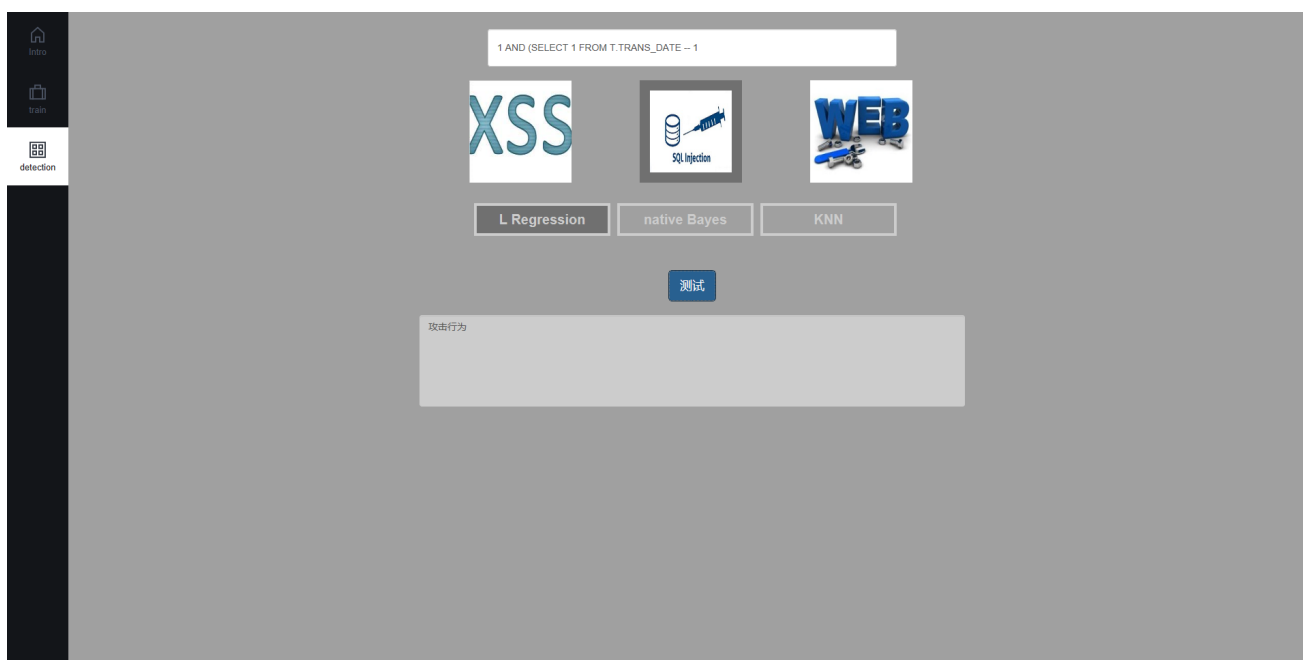 Intro
train
detection
1 AND (SELECT 1 FROM T.TRANS_DATE -- 1
XSS
SQL Injection
WEB
L Regression
native Bayes
KNN
测试
攻击行为